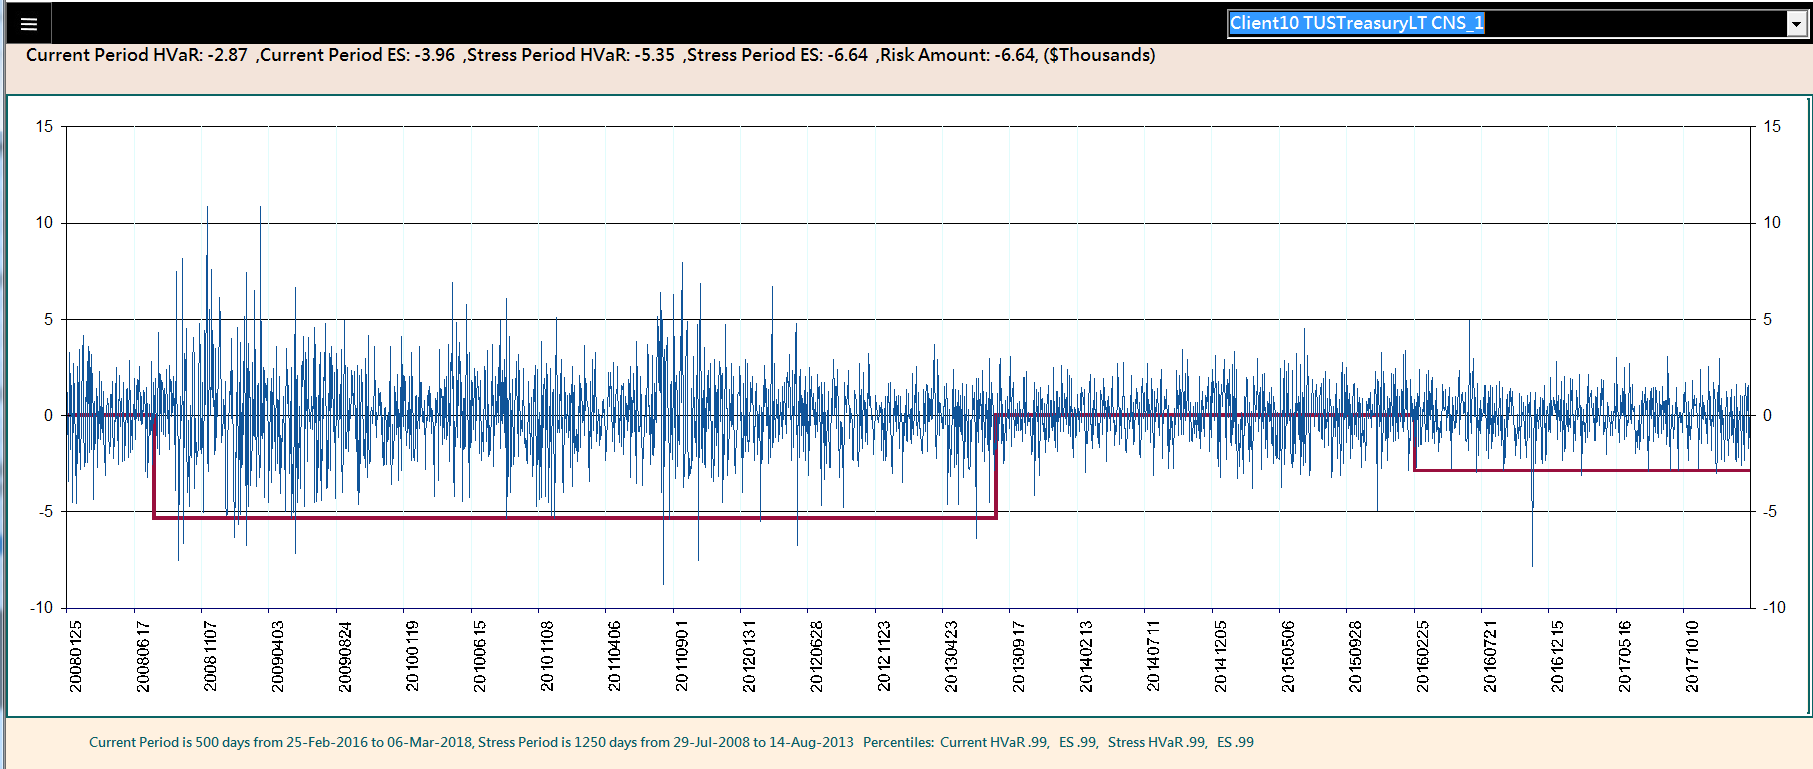 Client10 TUSTreasuryLT CNS_1
Current Period HVaR: -2.87 ,Current Period ES: -3.96 ,Stress Period HVaR: -5.35 ,Stress Period ES: -6.64 ,Risk Amount: -6.64, ($Thousands)
15 15
10 10
5 5
0 0
-5 -5
-10 -10
20080125 20080617 20081107 20090403 20090824 20100119 20100615 20101108 20110406 20110901 20120131 20120628 20121123 20130423 20130917 20140213 20140711 20141205 20150506 20150928 20160225 20160721 20161215 20170516 20171010
Current Period is 500 days from 25-Feb-2016 to 06-Mar-2018, Stress Period is 1250 days from 29-Jul-2008 to 14-Aug-2013 Percentiles: Current HVaR .99, ES .99, Stress HVaR .99, ES .99